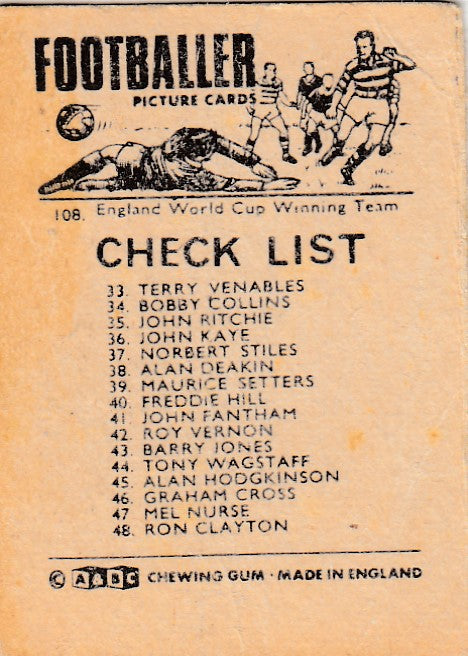 FOOTBALLER
PICTURE CARDS
108. England World Cup Winning Team
CHECK LIST
33. TERRY VENABLES
34. BOBBY COLLINS
35. JOHN RITCHIE
36. JOHN KAYE
37. NORBERT STILES
38. ALAN DEAKIN
39. MAURICE SETTERS
40. FREDDIE HILL
41. JOHN FANTHAM
42. ROY VERNON
43. BARRY JONES
44. TONY WAGSTAFF
45. ALAN HODGKINSON
46. GRAHAM CROSS
47 MEL NURSE
48. RON CLAYTON
© A&BC CHEWING GUM · MADE IN ENGLAND